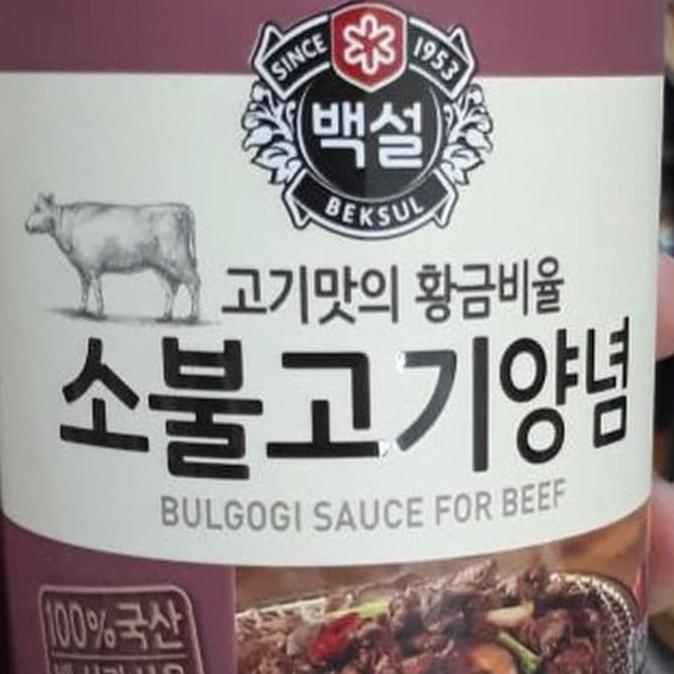 SINCE 1953
백설
BEKSUL
고기맛의 황금비율
소불고기양념
BULGOGI SAUCE FOR BEEF
100%국산